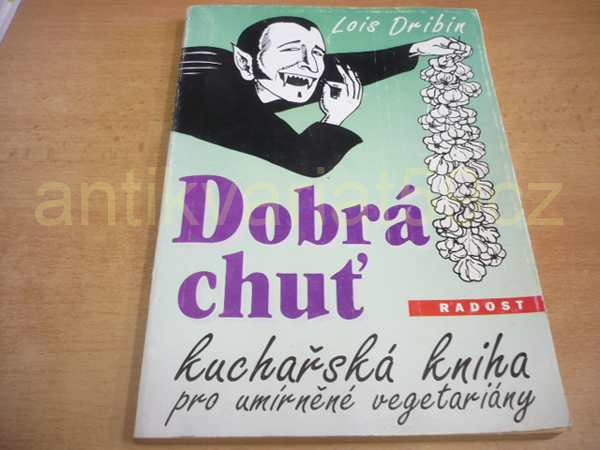 Lois Dribin
Dobrá
chuť
RADOST
kuchařská kniha
pro umírněné vegetariány